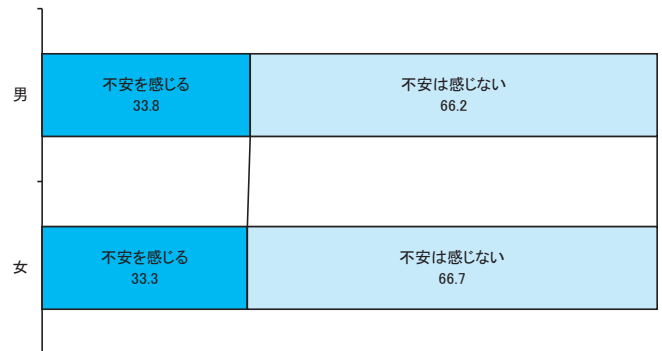 男
不安を感じる
33.8
不安は感じない
66.2
女
不安を感じる
33.3
不安は感じない
66.7